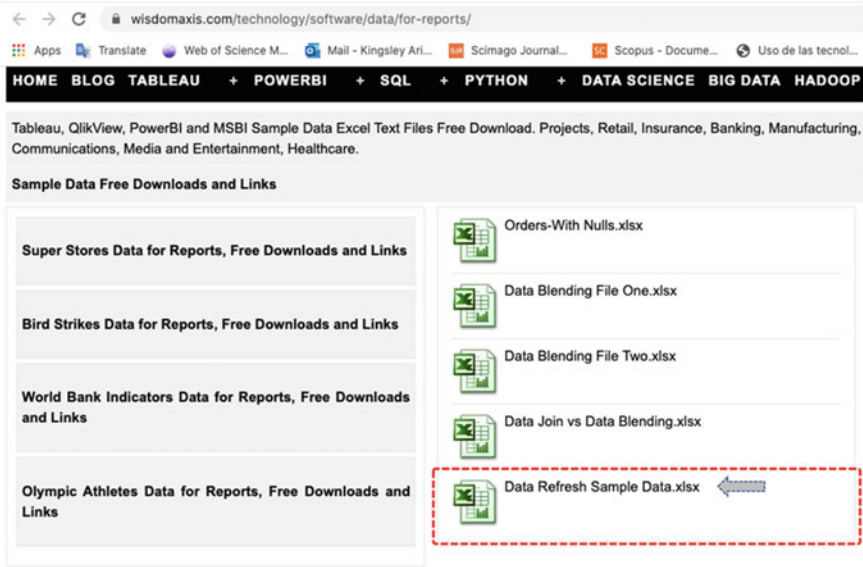 wisdomaxis.com/technology/software/data/for-reports/
Apps Translate Web of Science M... Mail - Kingsley Ari... Scimago Journal... Scopus - Docume... Uso de las tecnol...
HOME BLOG TABLEAU + POWERBI + SQL + PYTHON + DATA SCIENCE BIG DATA HADOOP
Tableau, QlikView, PowerBI and MSBI Sample Data Excel Text Files Free Download. Projects, Retail, Insurance, Banking, Manufacturing,
Communications, Media and Entertainment, Healthcare.
Sample Data Free Downloads and Links
Super Stores Data for Reports, Free Downloads and Links
Bird Strikes Data for Reports, Free Downloads and Links
World Bank Indicators Data for Reports, Free Downloads
and Links
Olympic Athletes Data for Reports, Free Downloads and
Links
Orders-With Nulls.xlsx
Data Blending File One.xlsx
Data Blending File Two.xlsx
Data Join vs Data Blending.xlsx
Data Refresh Sample Data.xlsx